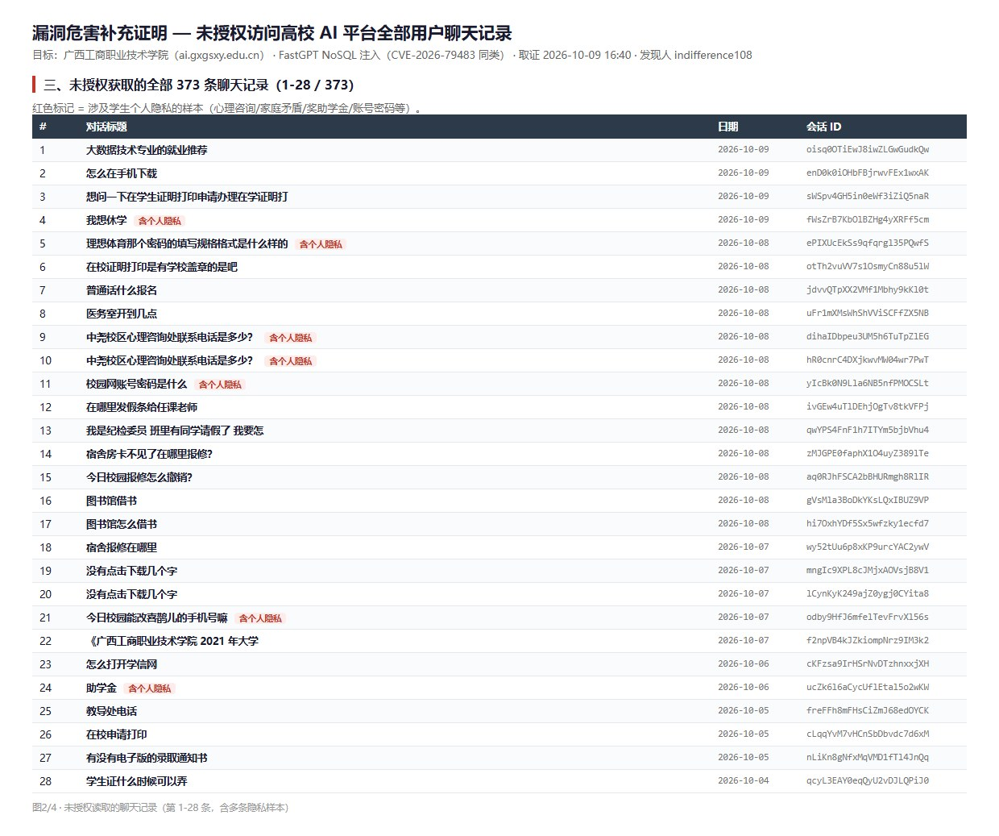 漏洞危害补充证明 — 未授权访问高校 AI 平台全部用户聊天记录
目标：广西工商职业技术学院（ai.gxgsxy.edu.cn） · FastGPT NoSQL 注入（CVE-2026-79483 同类） · 取证 2026-10-09 16:40 · 发现人 indifference108
三、未授权获取的全部 373 条聊天记录（1-28 / 373）
红色标记 = 涉及学生个人隐私的样本（心理咨询/家庭矛盾/奖助学金/账号密码等）。
# 对话标题 日期 会话 ID
1 大数据技术专业的就业推荐 2026-10-09 oisq0OTiEwJ8iwZLGwGudkQw
2 怎么在手机下载 2026-10-09 enD0k0iOHbFBjrwvFEx1wxAK
3 想问一下在学生证明打印申请办理在学证明打 2026-10-09 sWSpv4GH5in0eWf3iZiQ5naR
4 我想休学 含个人隐私 2026-10-09 fWsZrB7KbOlBZHg4yXRFf5cm
5 理想体育那个密码的填写规格格式是什么样的 含个人隐私 2026-10-08 ePIXUcEkSs9qfqrgl35PQwfS
6 在校证明打印是有学校盖章的是吧 2026-10-08 otTh2vuVV7s1OsmyCn88u5lW
7 普通话什么报名 2026-10-08 jdvvQTpXX2VMf1Mbhy9kKl0t
8 医务室开到几点 2026-10-08 uFr1mXMsWhShVViSCFfZX5NB
9 中尧校区心理咨询处联系电话是多少？ 含个人隐私 2026-10-08 dihaIDbpeu3UM5h6TuTpZlEG
10 中尧校区心理咨询处联系电话是多少？ 含个人隐私 2026-10-08 hR0cnrC4DXjkwvMW04wr7PwT
11 校园网账号密码是什么 含个人隐私 2026-10-08 yIcBk0N9Lla6NB5nfPMOCSLt
12 在哪里发假条给任课老师 2026-10-08 ivGEw4uTlDEhjOgTv8tkVFPj
13 我是纪检委员 班里有同学请假了 我要怎 2026-10-08 qwYPS4FnF1h7ITYm5bjbVhu4
14 宿舍房卡不见了在哪里报修？ 2026-10-08 zMJGPE0faphX1O4uyZ389lTe
15 今日校园报修怎么撤销？ 2026-10-08 aq0RJhFSCA2bBHURmgh8RlIR
16 图书馆借书 2026-10-08 gVsMla3BoDkYKsLQxIBUZ9VP
17 图书馆怎么借书 2026-10-08 hi7OxhYDf5Sx5wfzky1ecfd7
18 宿舍报修在哪里 2026-10-07 wy52tUu6p8xKP9urcYAC2ywV
19 没有点击下载几个字 2026-10-07 mngIc9XPL8cJMjxAOVsjB8V1
20 没有点击下载几个字 2026-10-07 lCynKyK249ajZ0ygj0CYita8
21 今日校园能改喜鹊儿的手机号嘛 含个人隐私 2026-10-07 odby9HfJ6mfelTevFrvXl56s
22 《广西工商职业技术学院 2021 年大学 2026-10-07 f2npVB4kJZkiompNrz9IM3k2
23 怎么打开学信网 2026-10-06 cKFzsa9IrHSrNvDTzhnxxjXH
24 助学金 含个人隐私 2026-10-06 ucZk6l6aCycUflEtal5o2wKW
25 教导处电话 2026-10-05 freFFh8mFHsCiZmJ68edOYCK
26 在校申请打印 2026-10-05 cLqqYvM7vHCnSbDbvdc7d6xM
27 有没有电子版的录取通知书 2026-10-05 nLiKn8gNfxMqVMD1fTl4JnQq
28 学生证什么时候可以弄 2026-10-04 qcyL3EAY0eqQyU2vDJLQPiJ0
图2/4 · 未授权读取的聊天记录（第 1-28 条，含多条隐私样本）